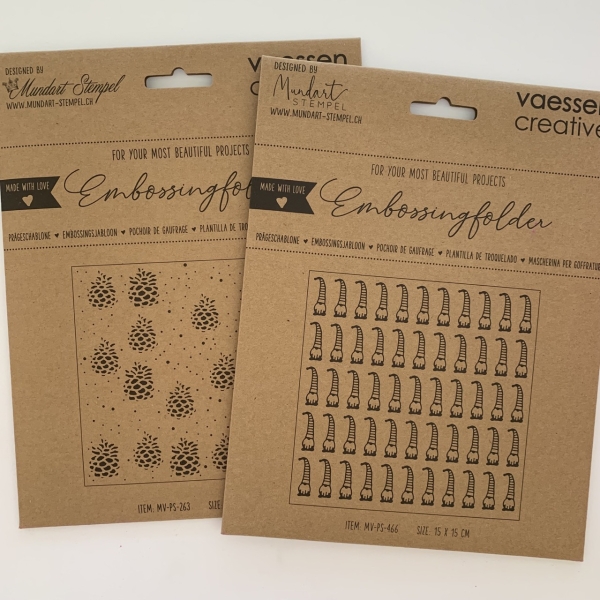 DESIGNED BY
Mundart Stempel
WWW.MUNDART-STEMPEL.CH
vaessen
FOR YOUR MOST BEAUTIFUL PROJECTS
MADE WITH LOVE
Embossingfol
PRÄGESCHABLONE ♥ EMBOSSINGSJABLOON ♥ POCHOIR DE GAUFRAGE ♥ PLANTILLA DE TROQ
ITEM: MV-PS-263 SIZE:
DESIGNED BY
Mundart
STEMPEL
WWW.MUNDART-STEMPEL.CH
vaessen
creative
FOR YOUR MOST BEAUTIFUL PROJECTS
MADE WITH LOVE
Embossingfolder
PRÄGESCHABLONE ♥ EMBOSSINGSJABLOON ♥ POCHOIR DE GAUFRAGE ♥ PLANTILLA DE TROQUELADO ♥ MASCHERINA PER GOFFRATU
ITEM: MV-PS-466 SIZE: 15 X 15 CM